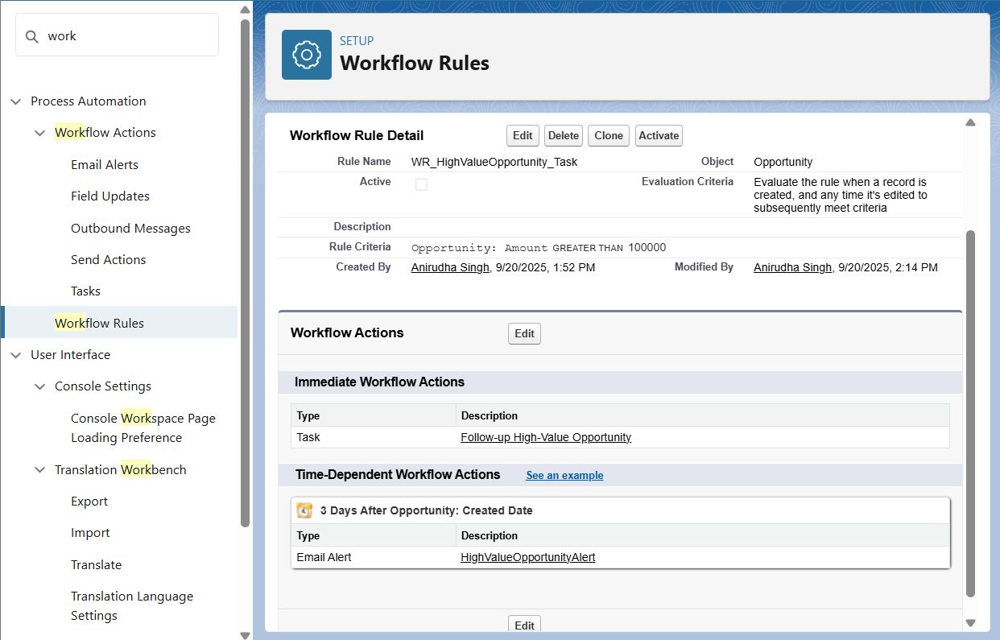 work
Process Automation
Workflow Actions
Email Alerts
Field Updates
Outbound Messages
Send Actions
Tasks
Workflow Rules
User Interface
Console Settings
Console Workspace Page
Loading Preference
Translation Workbench
Export
Import
Translate
Translation Language
Settings
SETUP
Workflow Rules
Workflow Rule Detail Edit Delete Clone Activate
Rule Name WR_HighValueOpportunity_Task Object Opportunity
Active Evaluation Criteria Evaluate the rule when a record is
created, and any time it's edited to
subsequently meet criteria
Description
Rule Criteria Opportunity: Amount GREATER THAN 100000
Created By Anirudha Singh, 9/20/2025, 1:52 PM Modified By Anirudha Singh, 9/20/2025, 2:14 PM
Workflow Actions Edit
Immediate Workflow Actions
Type Description
Task Follow-up High-Value Opportunity
Time-Dependent Workflow Actions See an example
3 Days After Opportunity: Created Date
Type Description
Email Alert HighValueOpportunityAlert
Edit